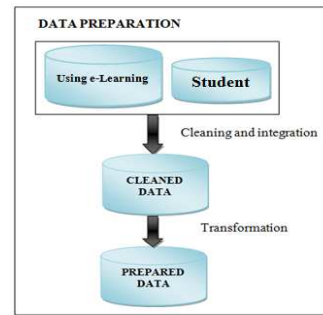 DATA PREPARATION
Using e-Learning
Student
Cleaning and integration
CLEANED
DATA
Transformation
PREPARED
DATA